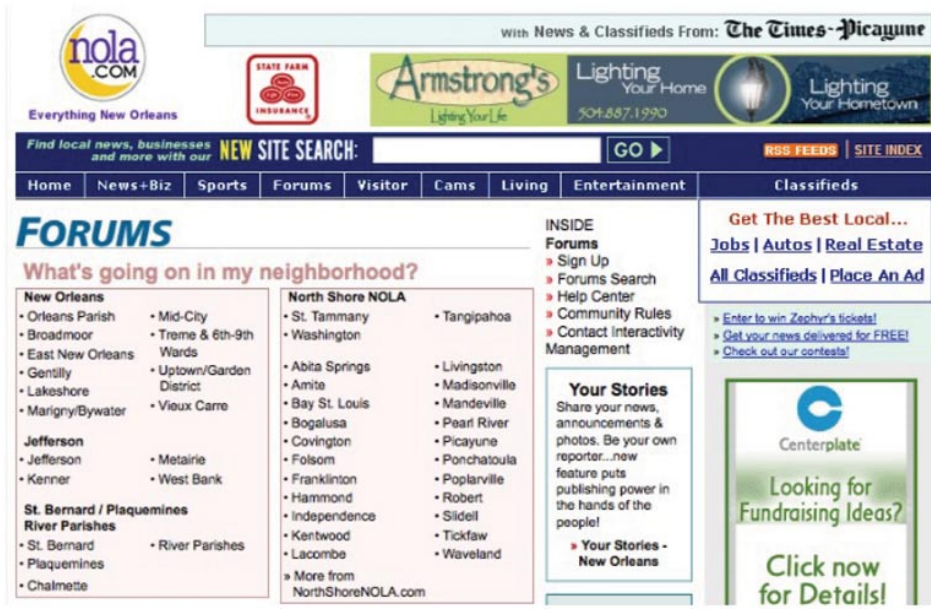 With News & Classifieds From: The Times-Picayune
nola
.COM
Everything New Orleans
STATE FARM
INSURANCE
Armstrong's
Lighting Your Life
Lighting
Your Home
504.887.1990
Lighting
Your Hometown
Find local news, businesses
and more with our NEW SITE SEARCH:
GO
RSS FEEDS | SITE INDEX
Home
News+Biz
Sports
Forums
Visitor
Cams
Living
Entertainment
Classifieds
FORUMS
What's going on in my neighborhood?
New Orleans
• Orleans Parish
• Broadmoor
• East New Orleans
• Gentilly
• Lakeshore
• Marigny/Bywater
• Mid-City
• Treme & 6th-9th
Wards
• Uptown/Garden
District
• Vieux Carre
Jefferson
• Jefferson
• Kenner
• Metairie
• West Bank
St. Bernard / Plaquemines
River Parishes
• St. Bernard
• Plaquemines
• Chalmette
• River Parishes
North Shore NOLA
• St. Tammany
• Washington
• Tangipahoa
• Abita Springs
• Amite
• Bay St. Louis
• Bogalusa
• Covington
• Folsom
• Franklinton
• Hammond
• Independence
• Kentwood
• Lacombe
• Livingston
• Madisonville
• Mandeville
• Pearl River
• Picayune
• Ponchatoula
• Poplarville
• Robert
• Slidell
• Tickfaw
• Waveland
» More from
NorthShoreNOLA.com
INSIDE
Forums
» Sign Up
» Forums Search
» Help Center
» Community Rules
» Contact Interactivity
Management
Your Stories
Share your news,
announcements &
photos. Be your own
reporter...new
feature puts
publishing power in
the hands of the
people!
» Your Stories -
New Orleans
Get The Best Local...
Jobs | Autos | Real Estate
All Classifieds | Place An Ad
» Enter to win Zephyr's tickets!
» Get your news delivered for FREE!
» Check out our contests!
Centerplate
Looking for
Fundraising Ideas?
Click now
for Details!